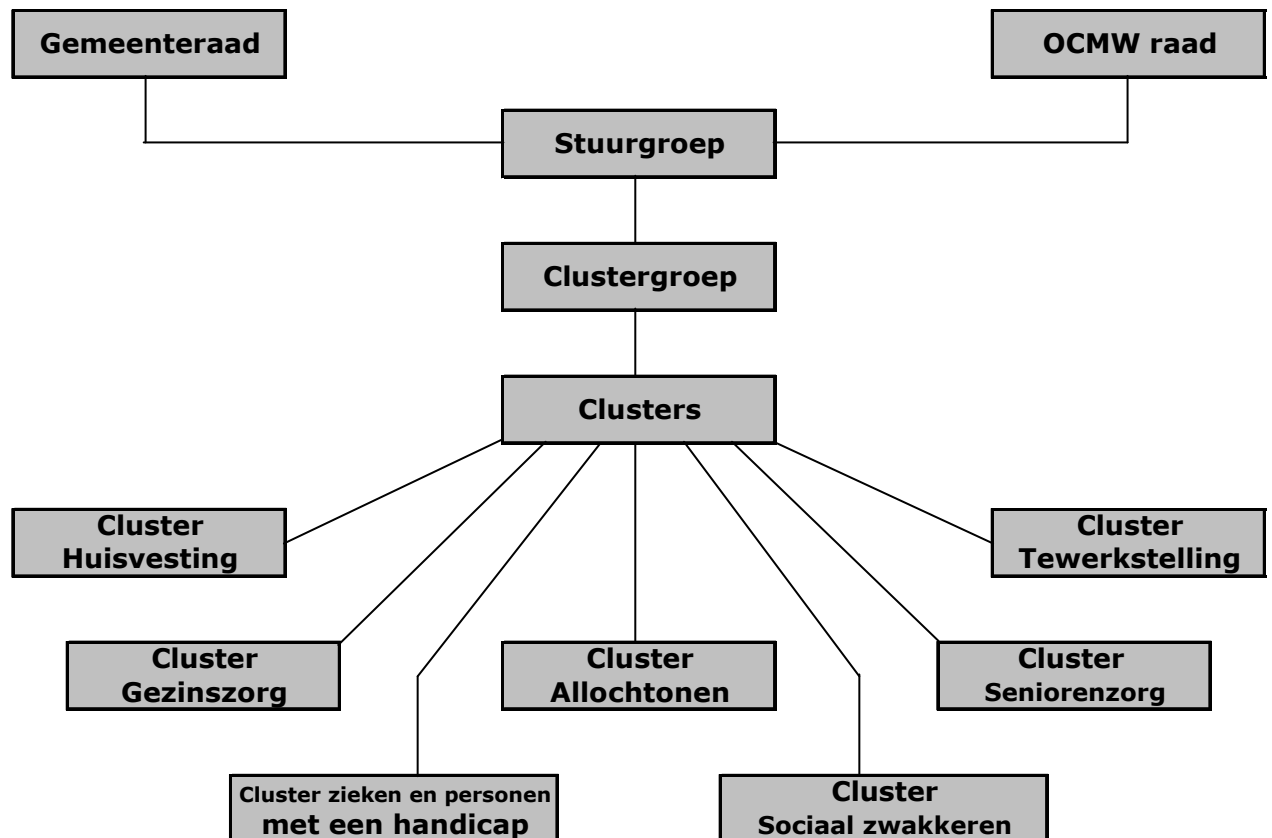 Gemeenteraad
OCMW raad
Stuurgroep
Clustergroep
Clusters
Cluster
Huisvesting
Cluster
Tewerkstelling
Cluster
Gezinszorg
Cluster
Allochtonen
Cluster
Seniorenzorg
Cluster zieken en personen
met een handicap
Cluster
Sociaal zwakkeren